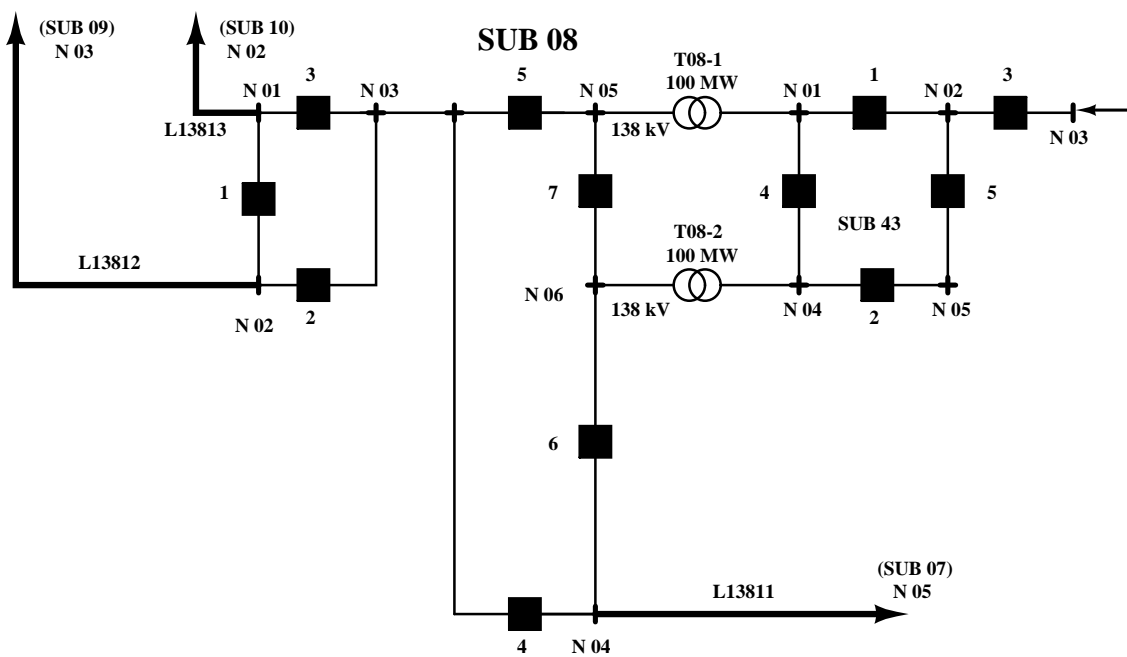 (SUB 09)
N 03
(SUB 10)
N 02
SUB 08
T08-1
100 MW
N 01
3
N 03
5
N 05
138 kV
N 01
1
N 02
3
N 03
L13813
1
7
4
5
SUB 43
T08-2
100 MW
L13812
N 02
2
N 06
138 kV
N 04
2
N 05
6
(SUB 07)
N 05
L13811
4
N 04